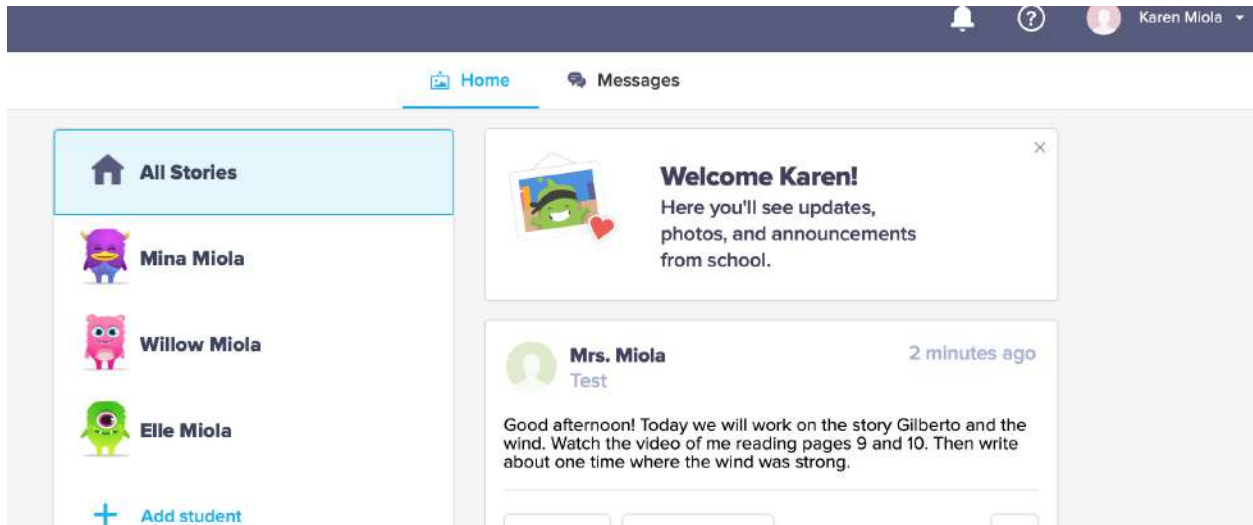 Karen Miola
Home
Messages
All Stories
Mina Miola
Willow Miola
Elle Miola
Add student
Welcome Karen!
Here you'll see updates,
photos, and announcements
from school.
Mrs. Miola
2 minutes ago
Test
Good afternoon! Today we will work on the story Gilberto and the
wind. Watch the video of me reading pages 9 and 10. Then write
about one time where the wind was strong.